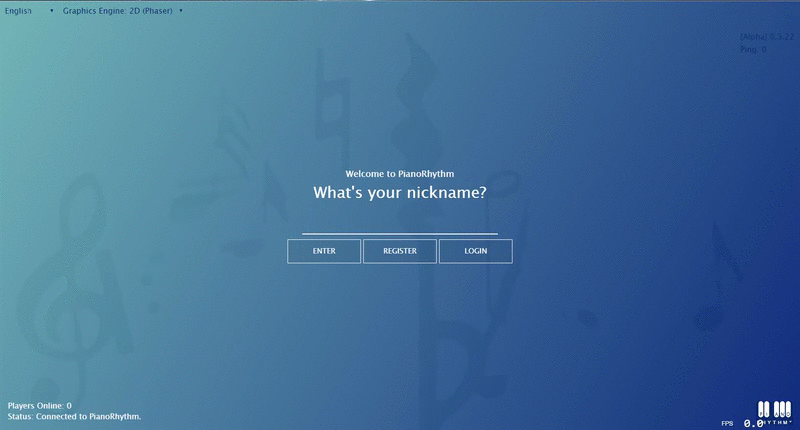 English
Graphics Engine: 2D (Phaser)
(Alpha) 0.3.22
Ping: 0
Welcome to PianoRhythm
What's your nickname?
ENTER
REGISTER
LOGIN
Players Online: 0
Status: Connected to PianoRhythm.
FPS
0.0